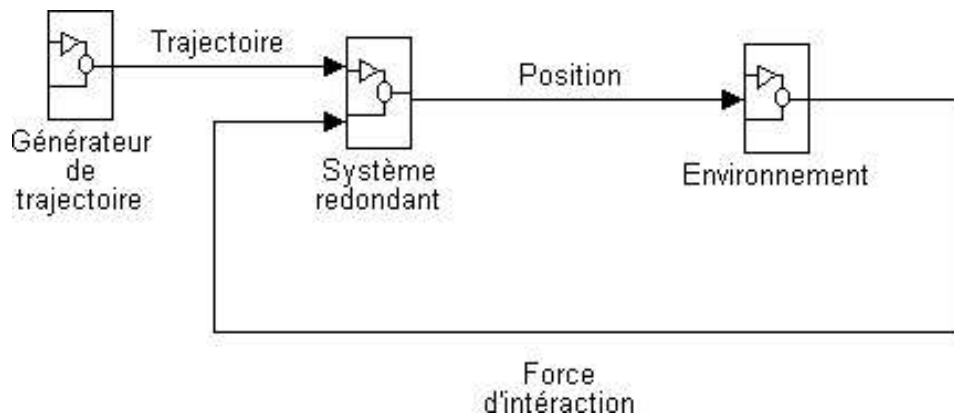 Trajectoire
Position
Générateur
de
trajectoire
Système
redondant
Environnement
Force
d'intéraction